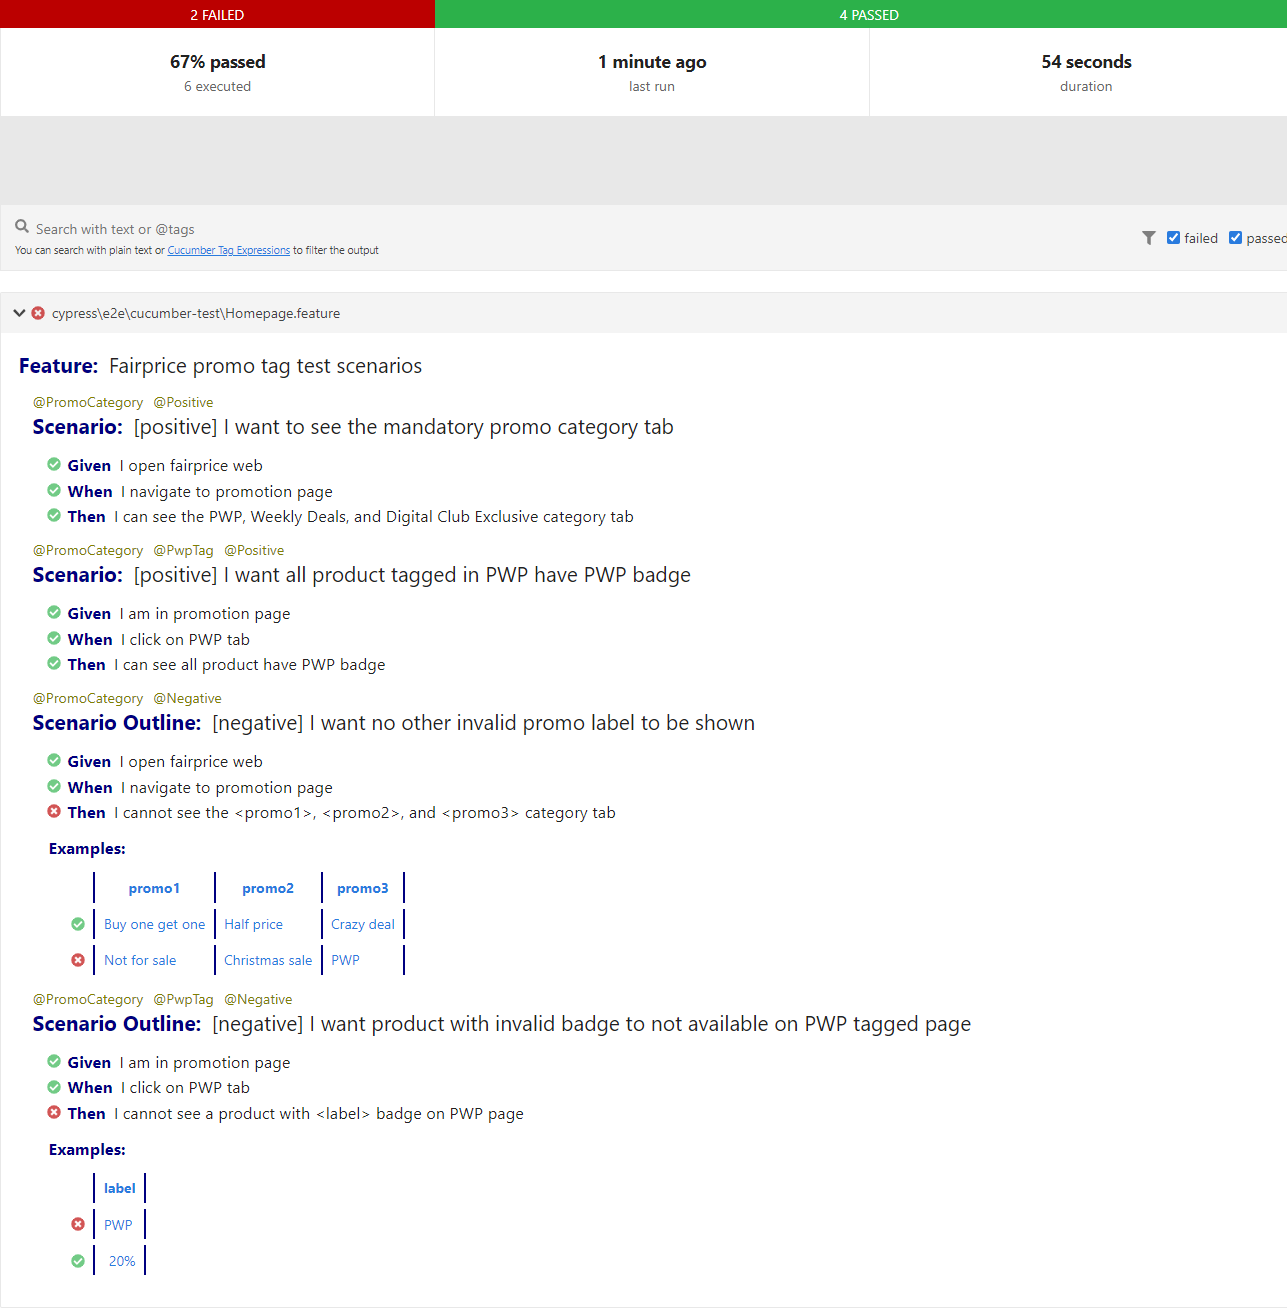 2 FAILED 4 PASSED
67% passed 1 minute ago 54 seconds
6 executed last run duration
Search with text or @tags
You can search with plain text or Cucumber Tag Expressions to filter the output
failed passed
cypress\e2e\cucumber-test\Homepage.feature
Feature: Fairprice promo tag test scenarios
@PromoCategory @Positive
Scenario: [positive] I want to see the mandatory promo category tab
Given I open fairprice web
When I navigate to promotion page
Then I can see the PWP, Weekly Deals, and Digital Club Exclusive category tab
@PromoCategory @PwpTag @Positive
Scenario: [positive] I want all product tagged in PWP have PWP badge
Given I am in promotion page
When I click on PWP tab
Then I can see all product have PWP badge
@PromoCategory @Negative
Scenario Outline: [negative] I want no other invalid promo label to be shown
Given I open fairprice web
When I navigate to promotion page
Then I cannot see the <promo1>, <promo2>, and <promo3> category tab
Examples:
promo1 promo2 promo3
Buy one get one Half price Crazy deal
Not for sale Christmas sale PWP
@PromoCategory @PwpTag @Negative
Scenario Outline: [negative] I want product with invalid badge to not available on PWP tagged page
Given I am in promotion page
When I click on PWP tab
Then I cannot see a product with <label> badge on PWP page
Examples:
label
PWP
20%